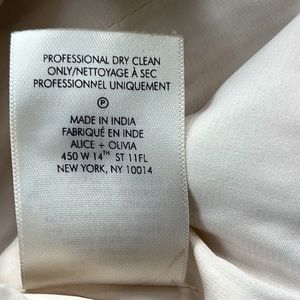 PROFESSIONAL DRY CLEAN
ONLY/NETTOYAGE À SEC
PROFESSIONNEL UNIQUEMENT
P
MADE IN INDIA
FABRIQUÉ EN INDE
ALICE + OLIVIA
450 W 14TH ST 11FL
NEW YORK, NY 10014